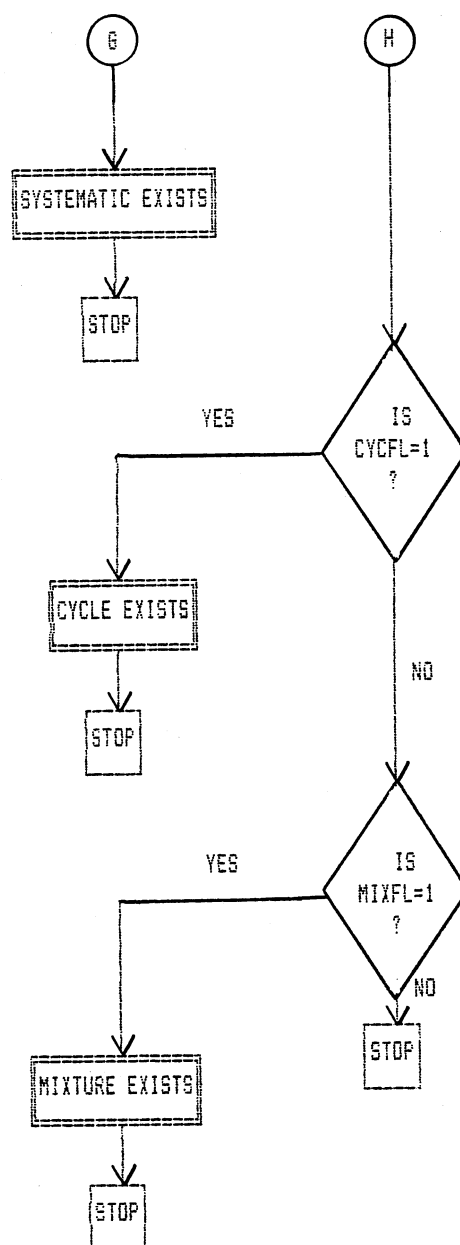 G
H
SYSTEMATIC EXISTS
STOP
YES
IS
CYCFL=1
?
CYCLE EXISTS
NO
STOP
YES
IS
MIXFL=1
?
NO
STOP
MIXTURE EXISTS
STOP